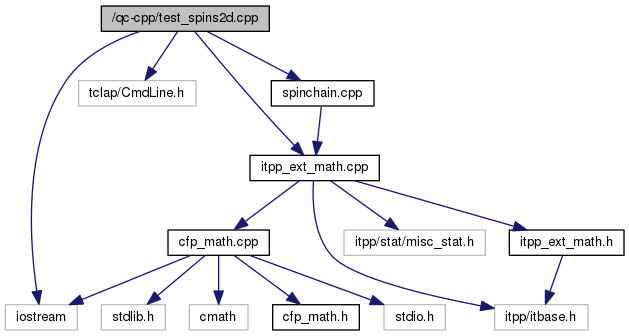 /qc-cpp/test_spins2d.cpp
tclap/CmdLine.h
spinchain.cpp
itpp_ext_math.cpp
cfp_math.cpp
itpp/stat/misc_stat.h
itpp_ext_math.h
iostream
stdlib.h
cmath
cfp_math.h
stdio.h
itpp/itbase.h